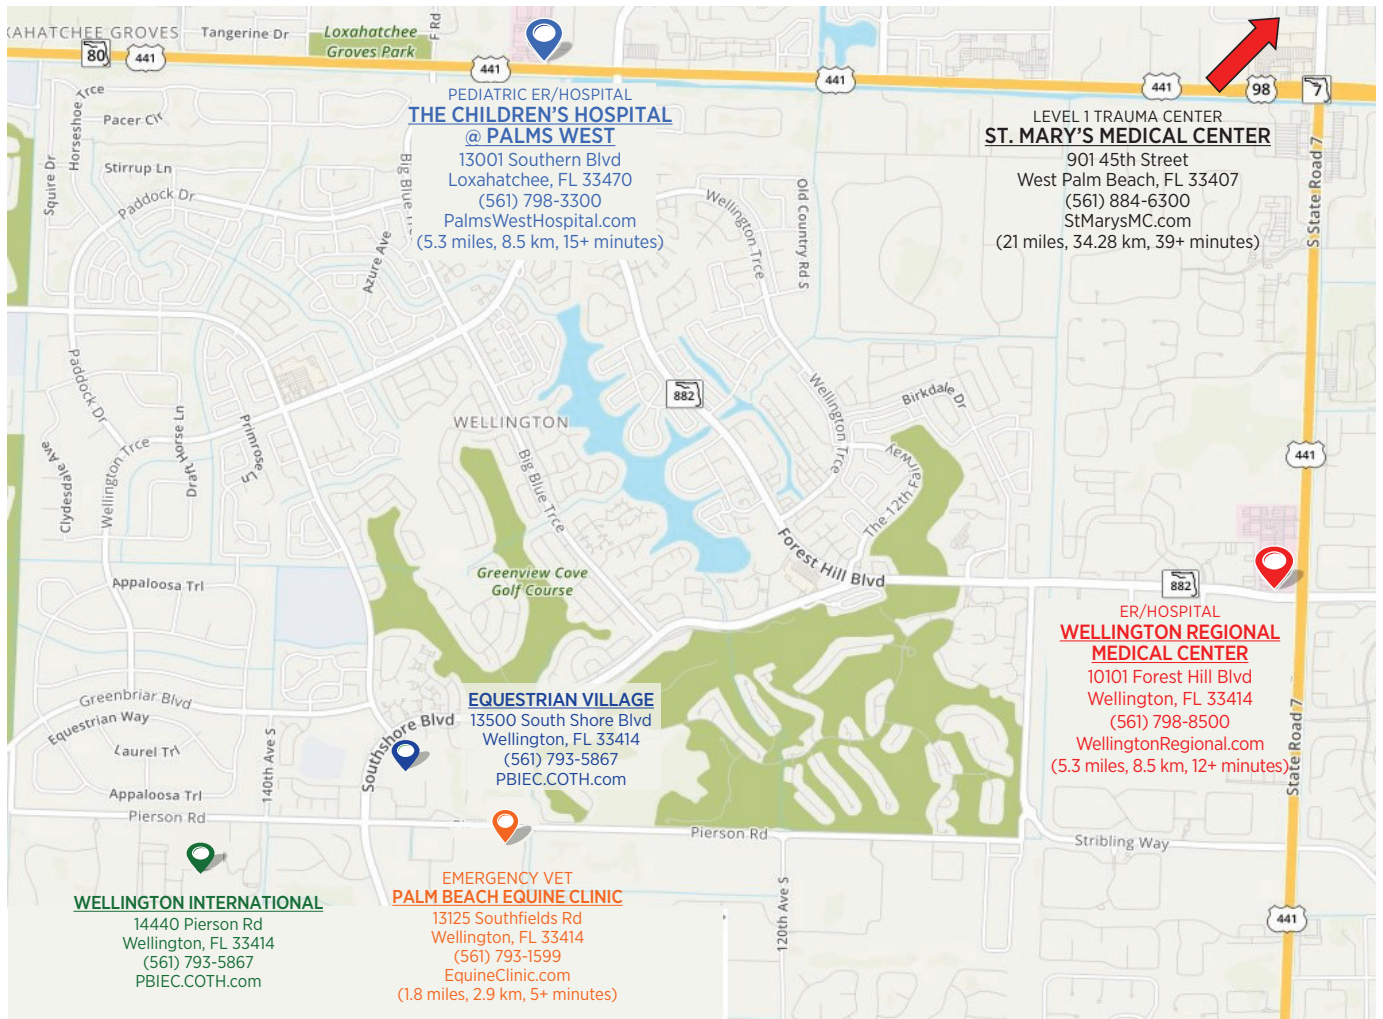 XAHATCHEE GROVES
Tangerine Dr
Loxahatchee
Groves Park
F Rd
80
441
441
441
441
98
7
Horseshoe Trce
Pacer Cir
Stirrup Ln
Squire Dr
Paddock Dr
Big Blue
Azure Ave
PEDIATRIC ER/HOSPITAL
THE CHILDREN'S HOSPITAL
@ PALMS WEST
13001 Southern Blvd
Loxahatchee, FL 33470
(561) 798-3300
PalmsWestHospital.com
(5.3 miles, 8.5 km, 15+ minutes)
Wellington Trce
Old Country Rd S
LEVEL 1 TRAUMA CENTER
ST. MARY'S MEDICAL CENTER
901 45th Street
West Palm Beach, FL 33407
(561) 884-6300
StMarysMC.com
(21 miles, 34.28 km, 39+ minutes)
S State Road 7
Paddock Dr
Clydesdale Ave
Wellington Trce
Draft Horse Ln
Primrose Ln
WELLINGTON
Big Blue Trce
882
Wellington Trce
Birkdale Dr
The 12th Fairway
441
Forest Hill Blvd
Greenview Cove
Golf Course
Appaloosa Trl
882
ER/HOSPITAL
WELLINGTON REGIONAL
MEDICAL CENTER
10101 Forest Hill Blvd
Wellington, FL 33414
(561) 798-8500
WellingtonRegional.com
(5.3 miles, 8.5 km, 12+ minutes)
State Road 7
Greenbriar Blvd
Equestrian Way
Laurel Trl
Appaloosa Trl
140th Ave S
Southshore Blvd
EQUESTRIAN VILLAGE
13500 South Shore Blvd
Wellington, FL 33414
(561) 793-5867
PBIEC.COTH.com
Pierson Rd
Pierson Rd
Stribling Way
WELLINGTON INTERNATIONAL
14440 Pierson Rd
Wellington, FL 33414
(561) 793-5867
PBIEC.COTH.com
EMERGENCY VET
PALM BEACH EQUINE CLINIC
13125 Southfields Rd
Wellington, FL 33414
(561) 793-1599
EquineClinic.com
(1.8 miles, 2.9 km, 5+ minutes)
120th Ave S
441